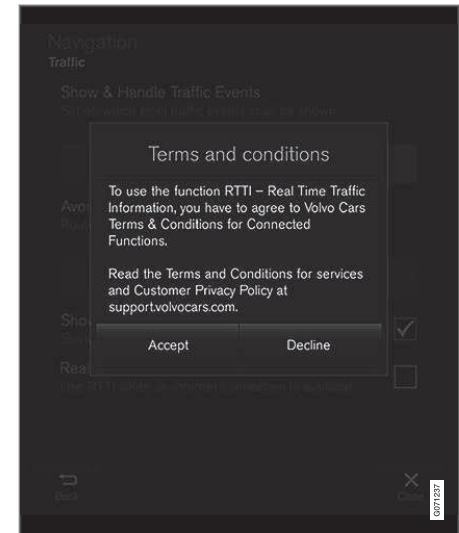 Navigation
Traffic
Show & Handle Traffic Events
Terms and conditions
To use the function RTTI – Real Time Traffic
Information, you have to agree to Volvo Cars
Terms & Conditions for Connected
Functions.
Read the Terms and Conditions for services
and Customer Privacy Policy at
support.volvocars.com.
Accept
Decline
Back
Close
G071237